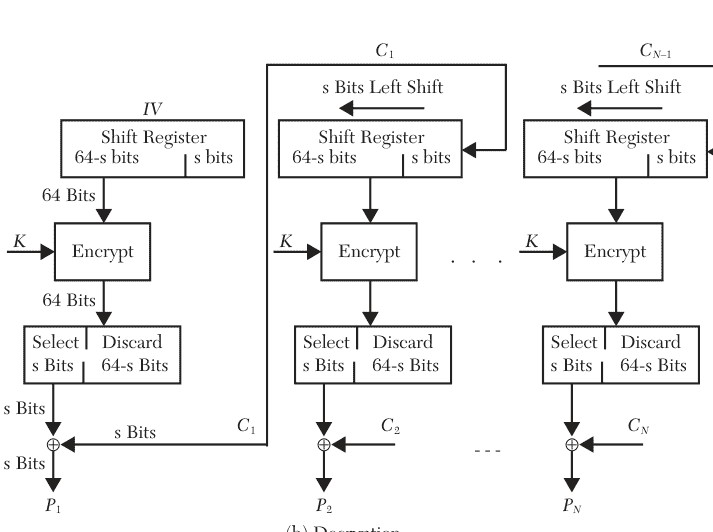 C1
CN–1
s Bits Left Shift
s Bits Left Shift
IV
Shift Register
64-s bits s bits
Shift Register
64-s bits s bits
Shift Register
64-s bits s bits
64 Bits
K
Encrypt
K
Encrypt
. . .
K
Encrypt
64 Bits
Select Discard
s Bits 64-s Bits
Select Discard
s Bits 64-s Bits
Select Discard
s Bits 64-s Bits
s Bits
s Bits
C1
C2
CN
- - -
s Bits
P1
P2
PN
(b) Decryption